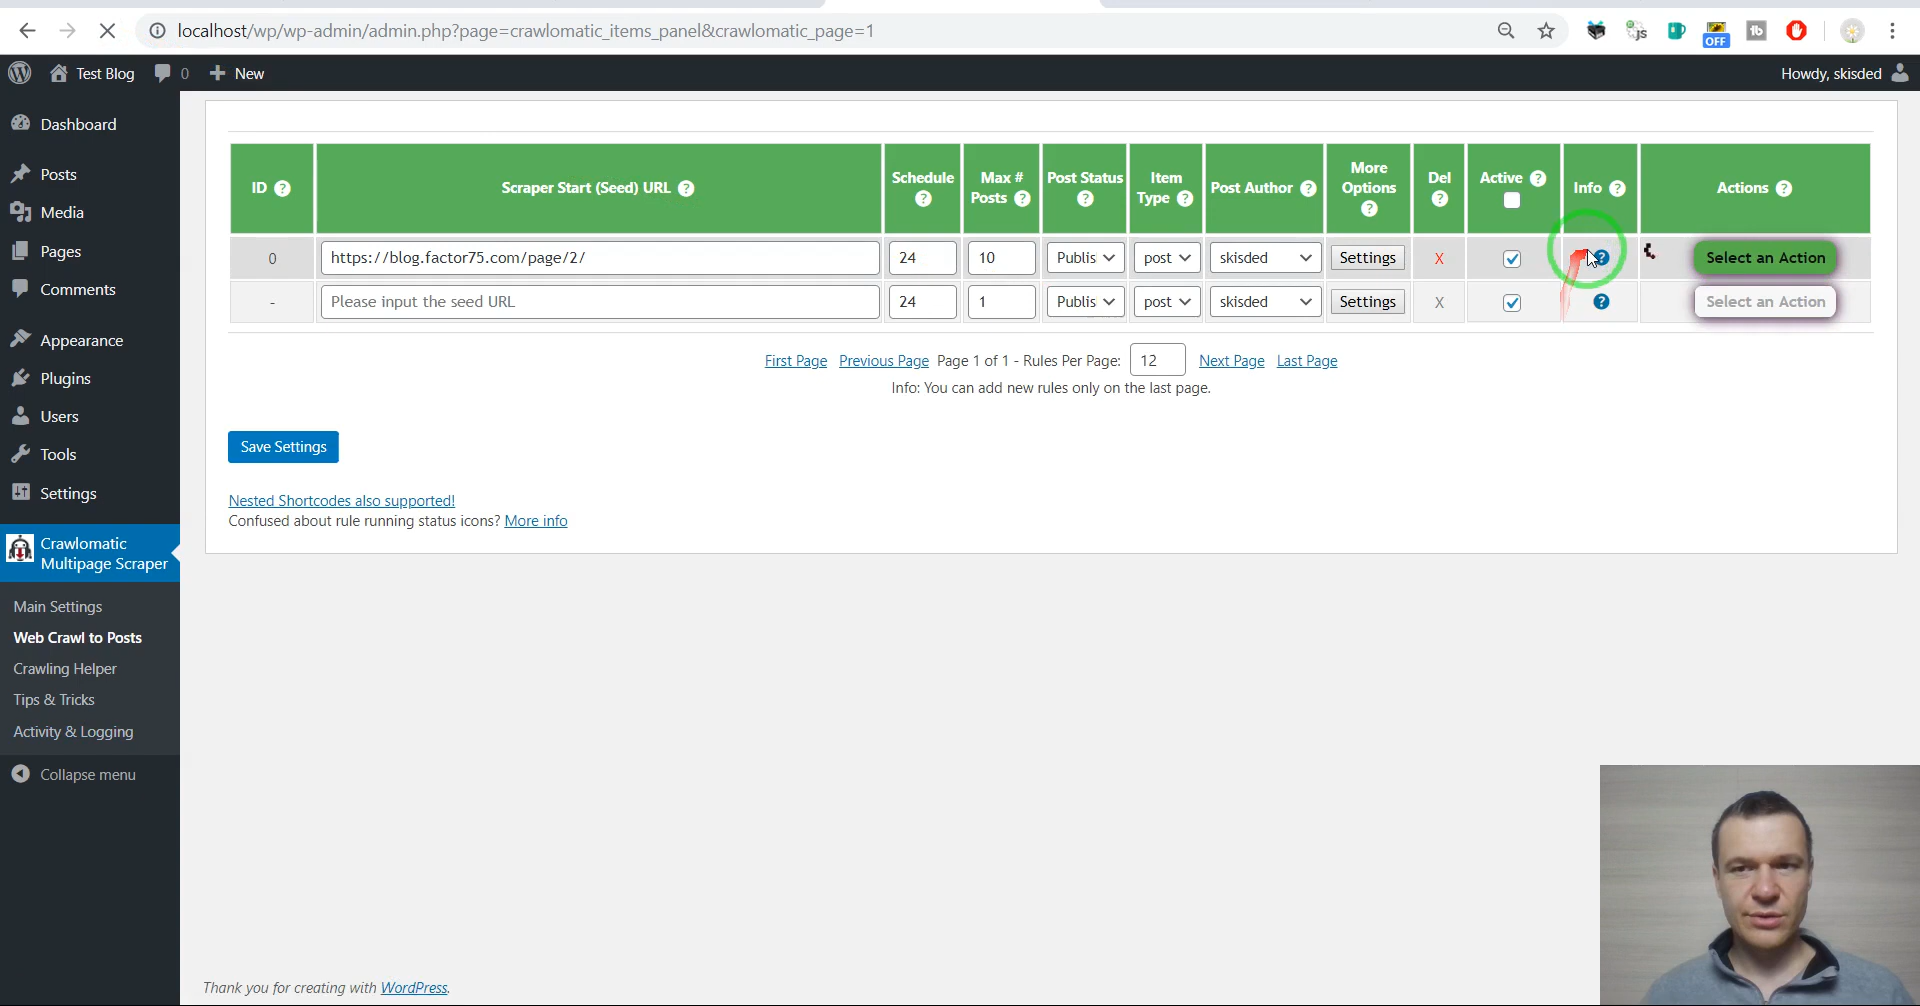 localhost/wp/wp-admin/admin.php?page=crawlomatic_items_panel&crawlomatic_page=1
JS
OFF
tb
Test Blog 0 + New
Howdy, skisded
Dashboard
Posts
Media
Pages
Comments
Appearance
Plugins
Users
Tools
Settings
Crawlomatic
Multipage Scraper
Main Settings
Web Crawl to Posts
Crawling Helper
Tips & Tricks
Activity & Logging
Collapse menu
ID ?
Scraper Start (Seed) URL ?
Schedule
?
Max #
Posts ?
Post Status
?
Item
Type ?
Post Author ?
More
Options
?
Del
?
Active ?
Info ?
Actions ?
0 https://blog.factor75.com/page/2/ 24 10 Publis post skisded Settings X ? Select an Action
- Please input the seed URL 24 1 Publis post skisded Settings X ? Select an Action
First Page Previous Page Page 1 of 1 - Rules Per Page: 12 Next Page Last Page
Info: You can add new rules only on the last page.
Save Settings
Nested Shortcodes also supported!
Confused about rule running status icons? More info
Thank you for creating with WordPress.